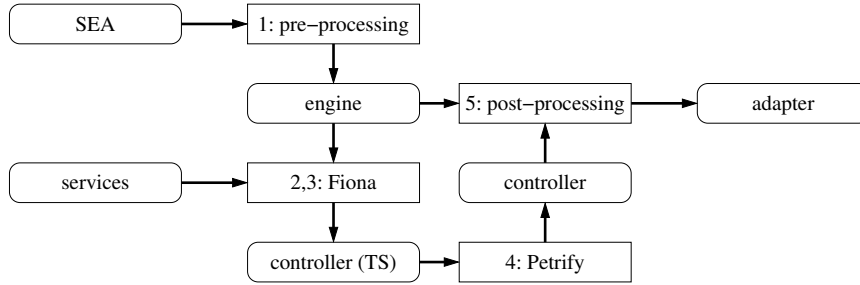 SEA
1: pre−processing
engine
5: post−processing
adapter
services
2,3: Fiona
controller
controller (TS)
4: Petrify